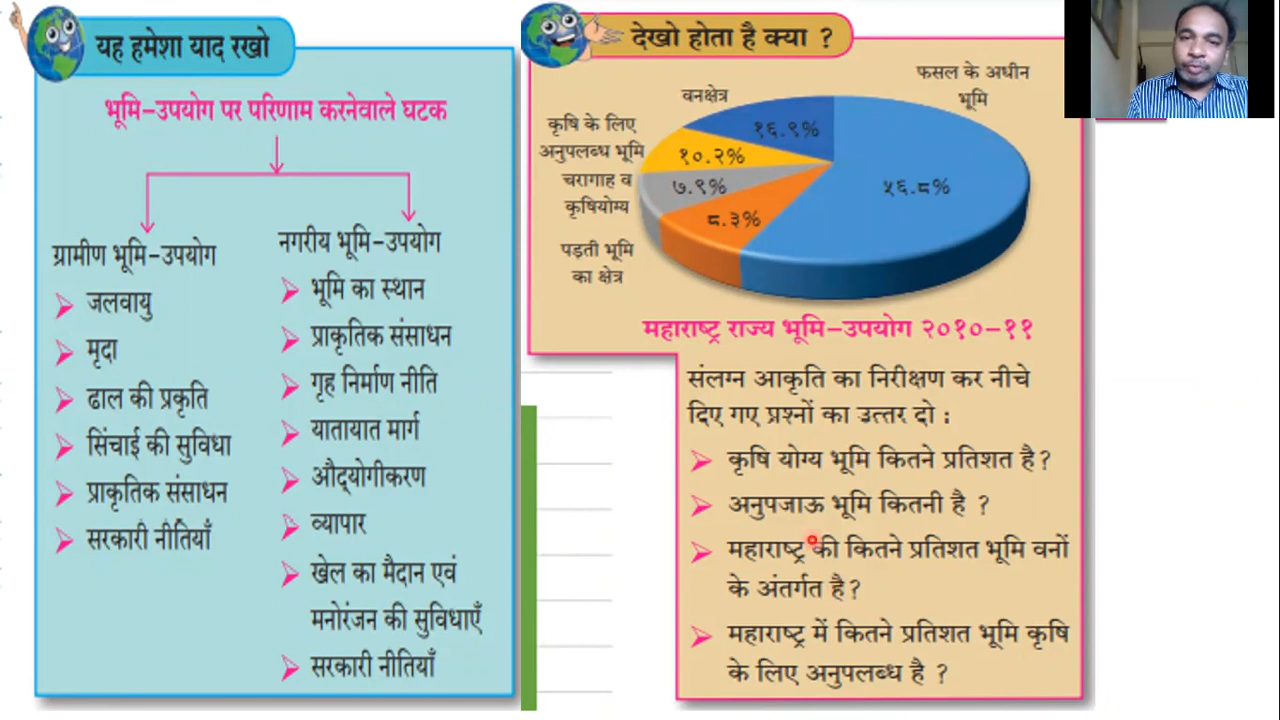 यह हमेशा याद रखो
भूमि-उपयोग पर परिणाम करनेवाले घटक
ग्रामीण भूमि-उपयोग
जलवायु
मृदा
ढाल की प्रकृति
सिंचाई की सुविधा
प्राकृतिक संसाधन
सरकारी नीतियाँ
नगरीय भूमि-उपयोग
भूमि का स्थान
प्राकृतिक संसाधन
गृह निर्माण नीति
यातायात मार्ग
औद्योगीकरण
व्यापार
खेल का मैदान एवं
मनोरंजन की सुविधाएँ
सरकारी नीतियाँ
देखो होता है क्या ?
फसल के अधीन
भूमि
वनक्षेत्र
कृषि के लिए
अनुपलब्ध भूमि
चरागाह व
कृषियोग्य
पड़ती भूमि
का क्षेत्र
१६.९%
१०.२%
७.९%
८.३%
५६.८%
महाराष्ट्र राज्य भूमि-उपयोग २०१०-११
संलग्न आकृति का निरीक्षण कर नीचे
दिए गए प्रश्नों का उत्तर दो :
कृषि योग्य भूमि कितने प्रतिशत है?
अनुपजाऊ भूमि कितनी है ?
महाराष्ट्र की कितने प्रतिशत भूमि वनों
के अंतर्गत है?
महाराष्ट्र में कितने प्रतिशत भूमि कृषि
के लिए अनुपलब्ध है ?